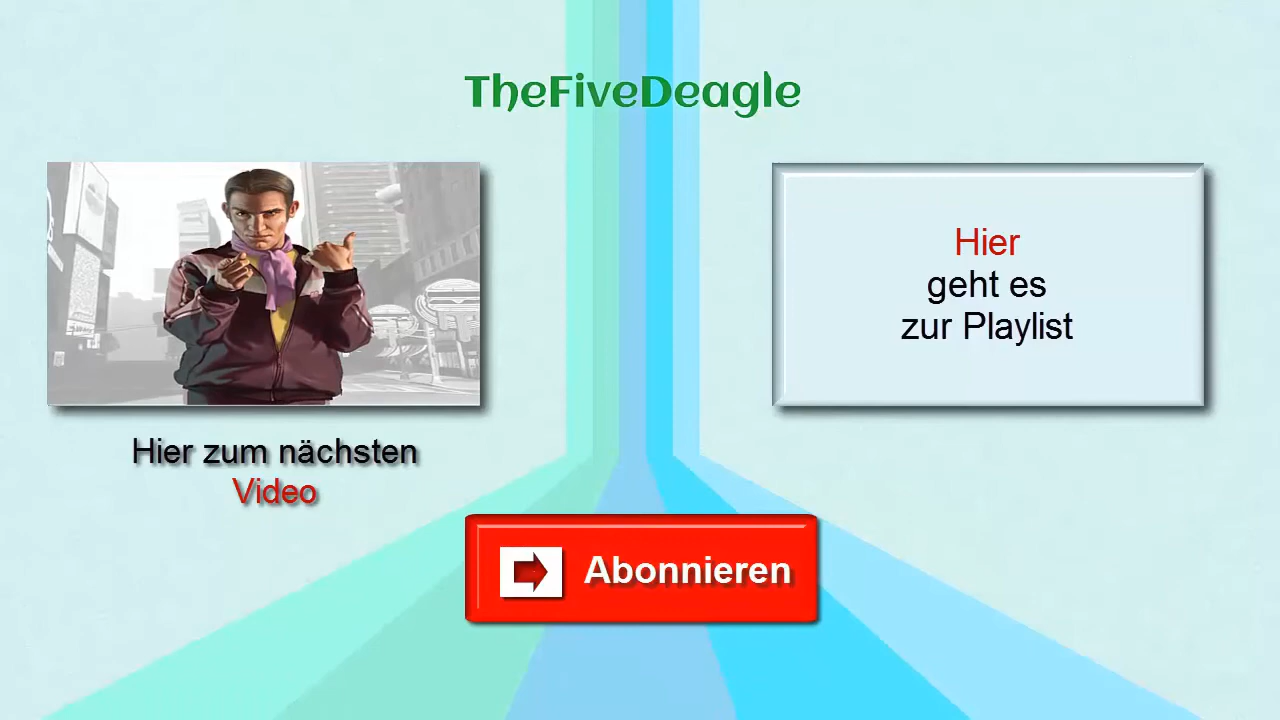 TheFiveDeagle
Hier
geht es
zur Playlist
Hier zum nächsten
Video
Abonnieren